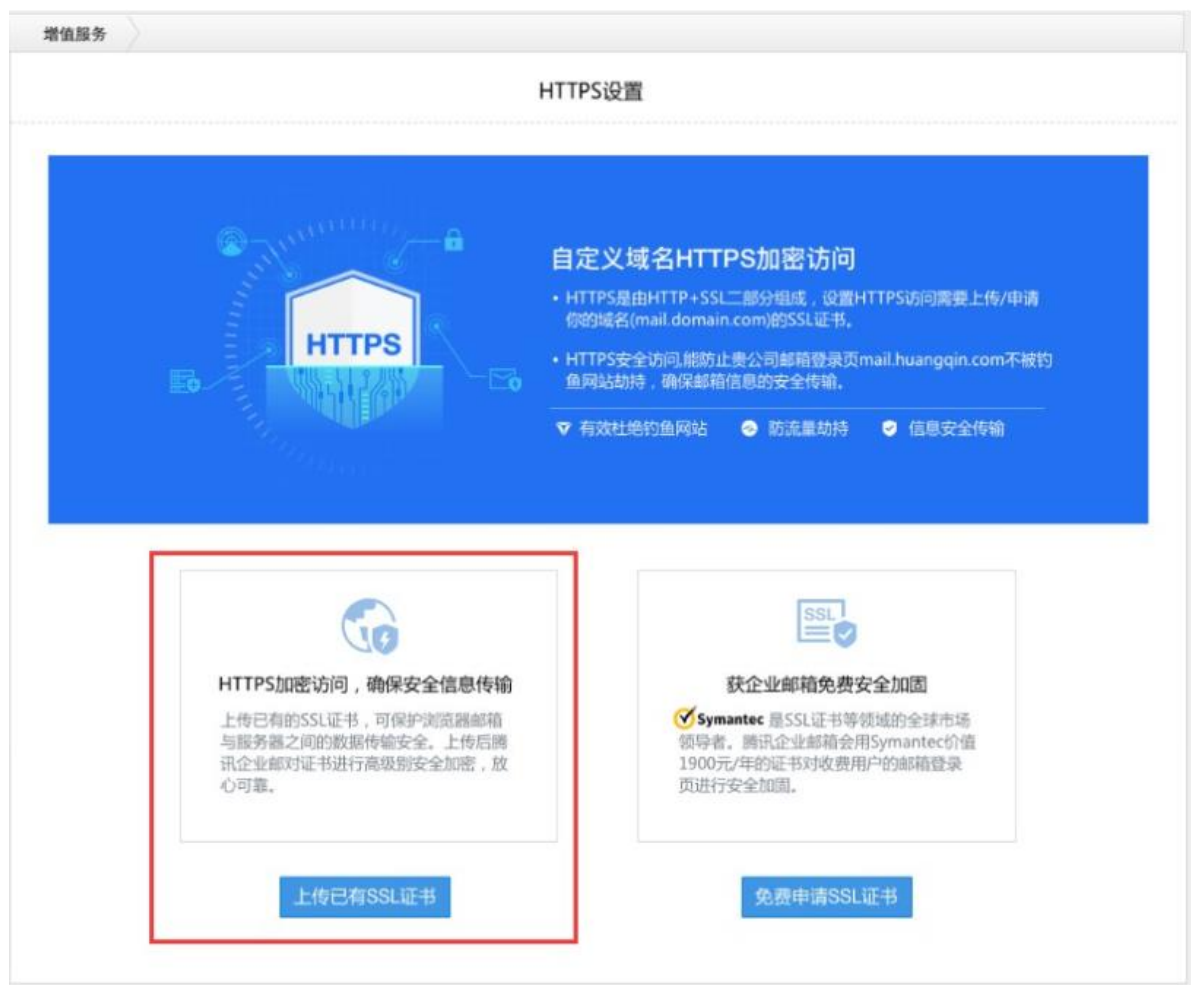 增值服务
HTTPS设置
自定义域名HTTPS加密访问
• HTTPS是由HTTP+SSL二部分组成，设置HTTPS访问需要上传/申请
你的域名(mail.domain.com)的SSL证书。
• HTTPS安全访问,能防止贵公司邮箱登录页mail.huangqin.com不被钓
鱼网站劫持，确保邮箱信息的安全传输。
有效杜绝钓鱼网站 防流量劫持 信息安全传输
HTTPS
HTTPS加密访问，确保安全信息传输
上传已有的SSL证书，可保护浏览器邮箱
与服务器之间的数据传输安全。上传后腾
讯企业邮对证书进行高级别安全加密，放
心可靠。
上传已有SSL证书
SSL
获企业邮箱免费安全加固
Symantec 是SSL证书等领域的全球市场
领导者。腾讯企业邮箱会用Symantec价值
1900元/年的证书对收费用户的邮箱登录
页进行安全加固。
免费申请SSL证书